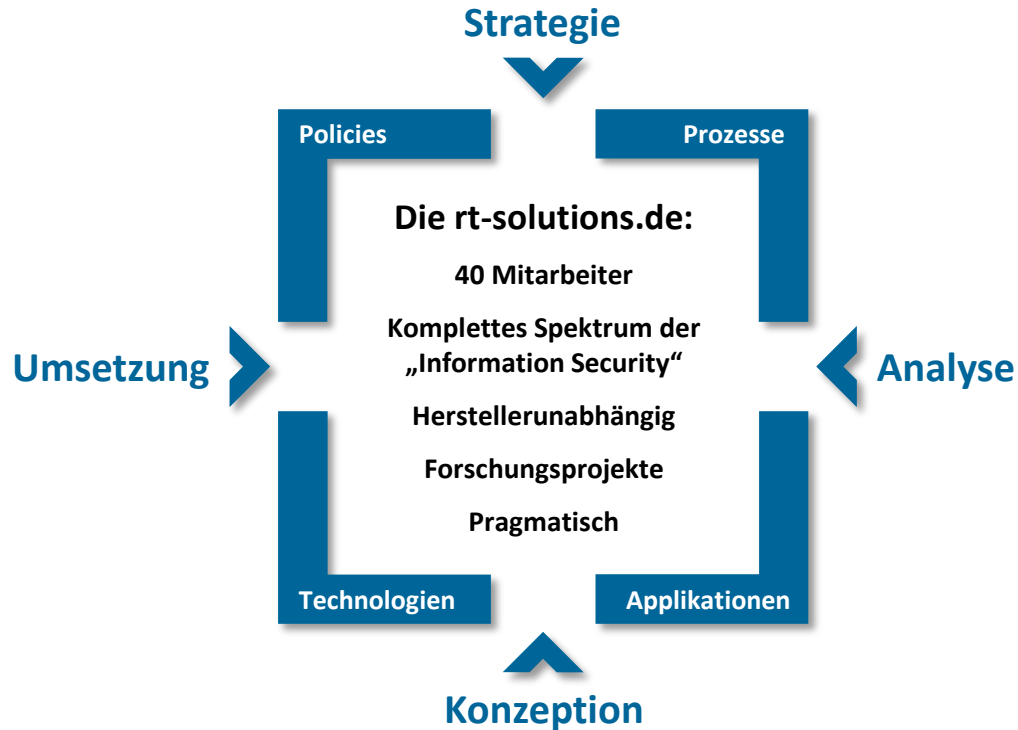 Strategie
Policies
Prozesse
Die rt-solutions.de:
40 Mitarbeiter
Komplettes Spektrum der
„Information Security“
Umsetzung
Analyse
Herstellerunabhängig
Forschungsprojekte
Pragmatisch
Technologien
Applikationen
Konzeption